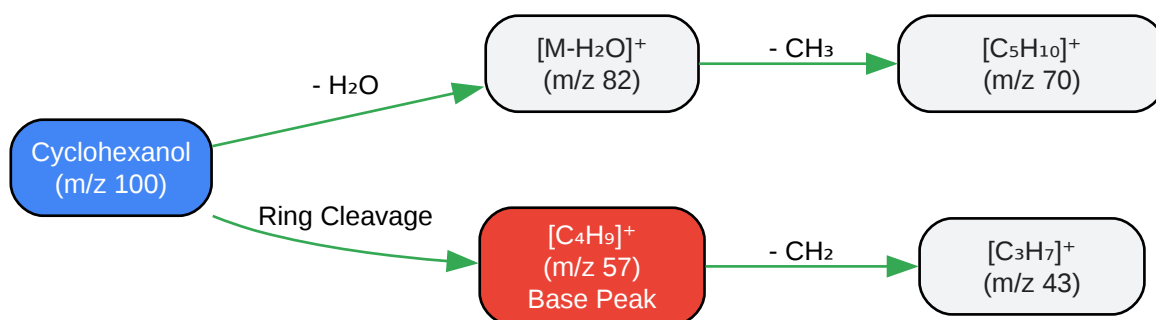 [M-H₂O]⁺
(m/z 82)
- CH₃
[C₅H₁₀]⁺
(m/z 70)
- H₂O
Cyclohexanol
(m/z 100)
Ring Cleavage
[C₄H₉]⁺
(m/z 57)
Base Peak
- CH₂
[C₃H₇]⁺
(m/z 43)